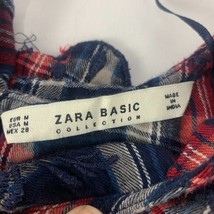 EUR M
USA M
MEX 28
ZARA BASIC
COLLECTION
MADE
IN
INDIA